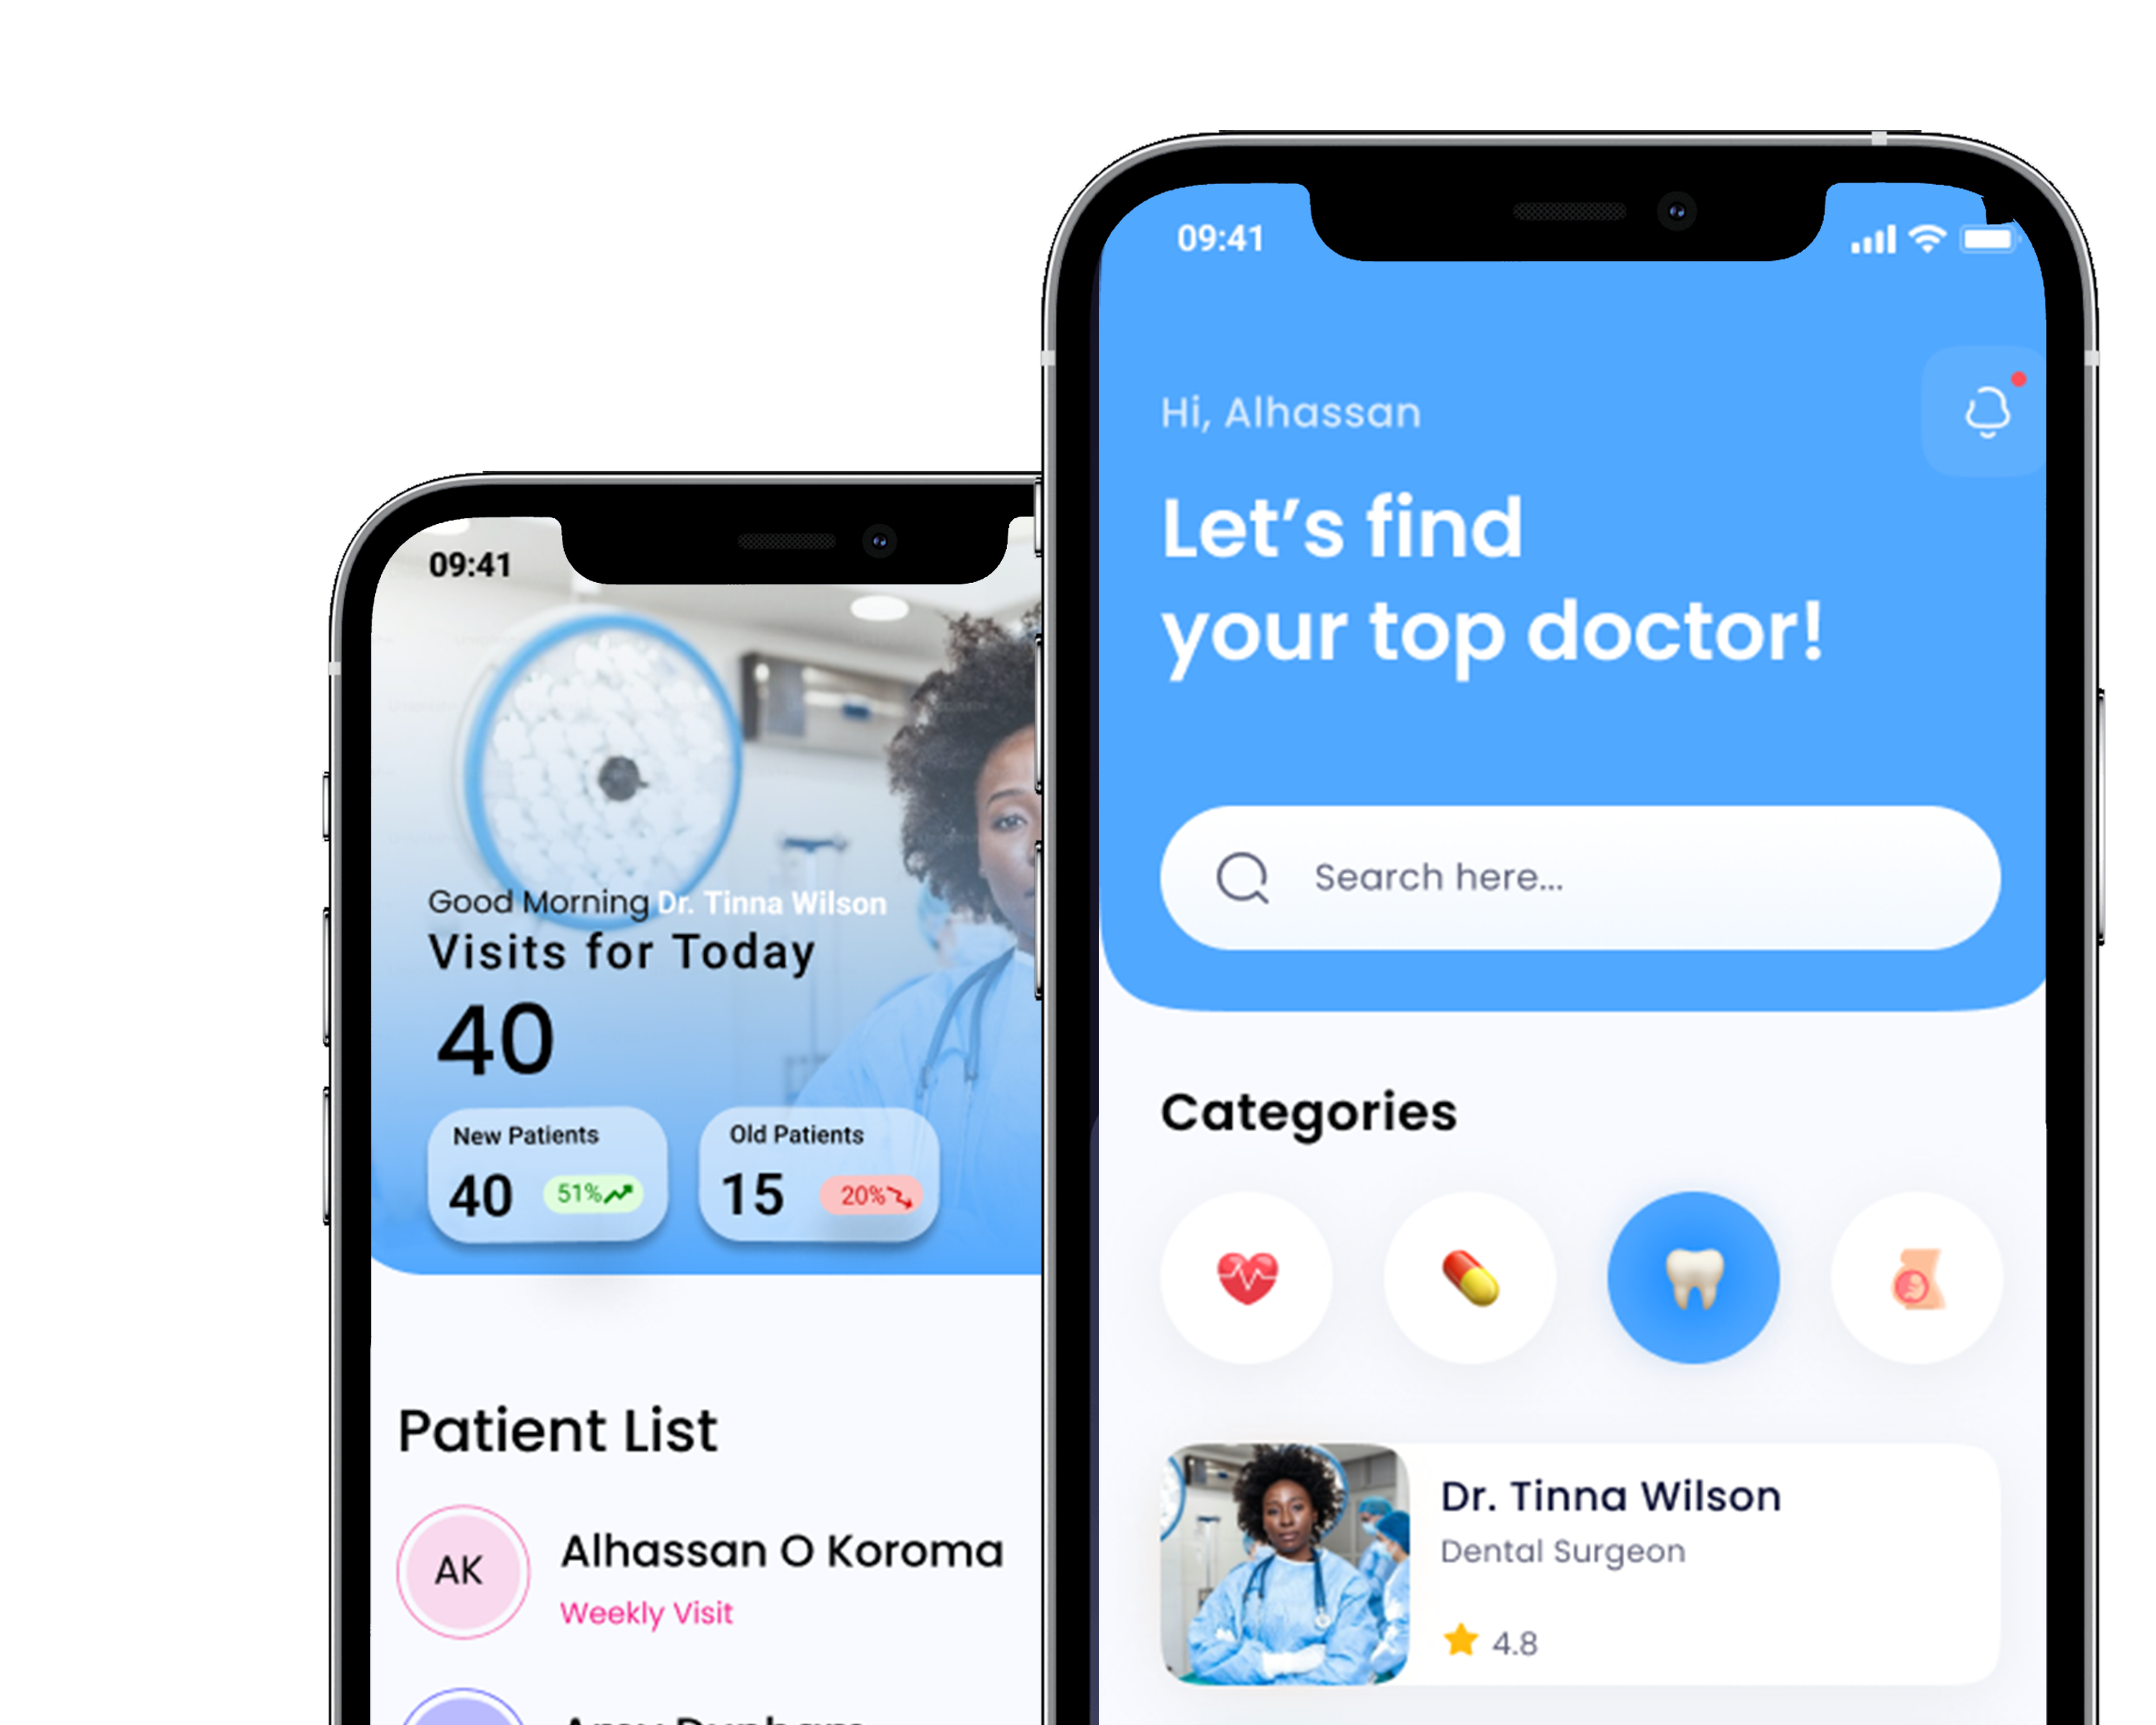 09:41
Good Morning Dr. Tinna Wilson
Visits for Today
40
New Patients
40 51%
Old Patients
15 20%
Patient List
AK
Alhassan O Koroma
Weekly Visit
09:41
Hi, Alhassan
Let’s find
your top doctor!
Search here...
Categories
Dr. Tinna Wilson
Dental Surgeon
4.8